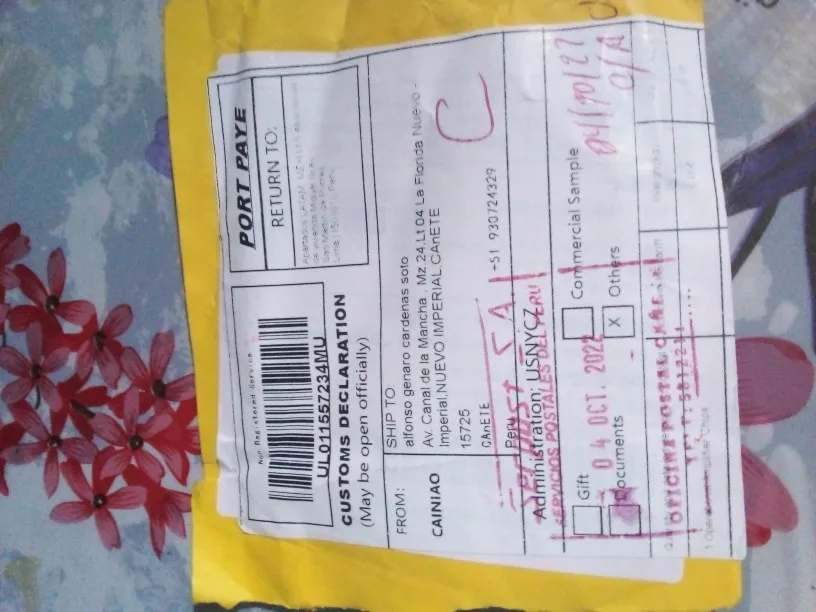 Non Registered-Service
UL011557234MU
CUSTOMS DECLARATION
(May be open officially)
PORT PAYE
RETURN TO:
FROM:
CAINIAO
SHIP TO
alfonso genaro cardenas soto
Av. Canal de la Mancha , Mz.24,Lt 04 La Florida Nuevo -
Imperial,NUEVO IMPERIAL,CAnETE
15725
CAnETE +51 930724329
Peru
C
Administration: USNYCZ
SERPOST S.A.
SERVICIOS POSTALES DEL PERU
Gift
Commercial Sample
04 OCT. 2022
Documents
X Others
OFICINA POSTAL CAÑETE